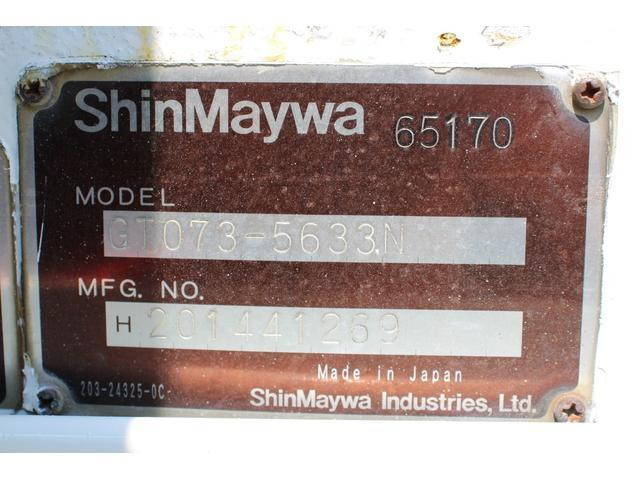 ShinMaywa 65170
MODEL
GT073-5633N
MFG. NO.
H 201441269
Made in Japan
203-24325-0C
ShinMaywa Industries, Ltd.